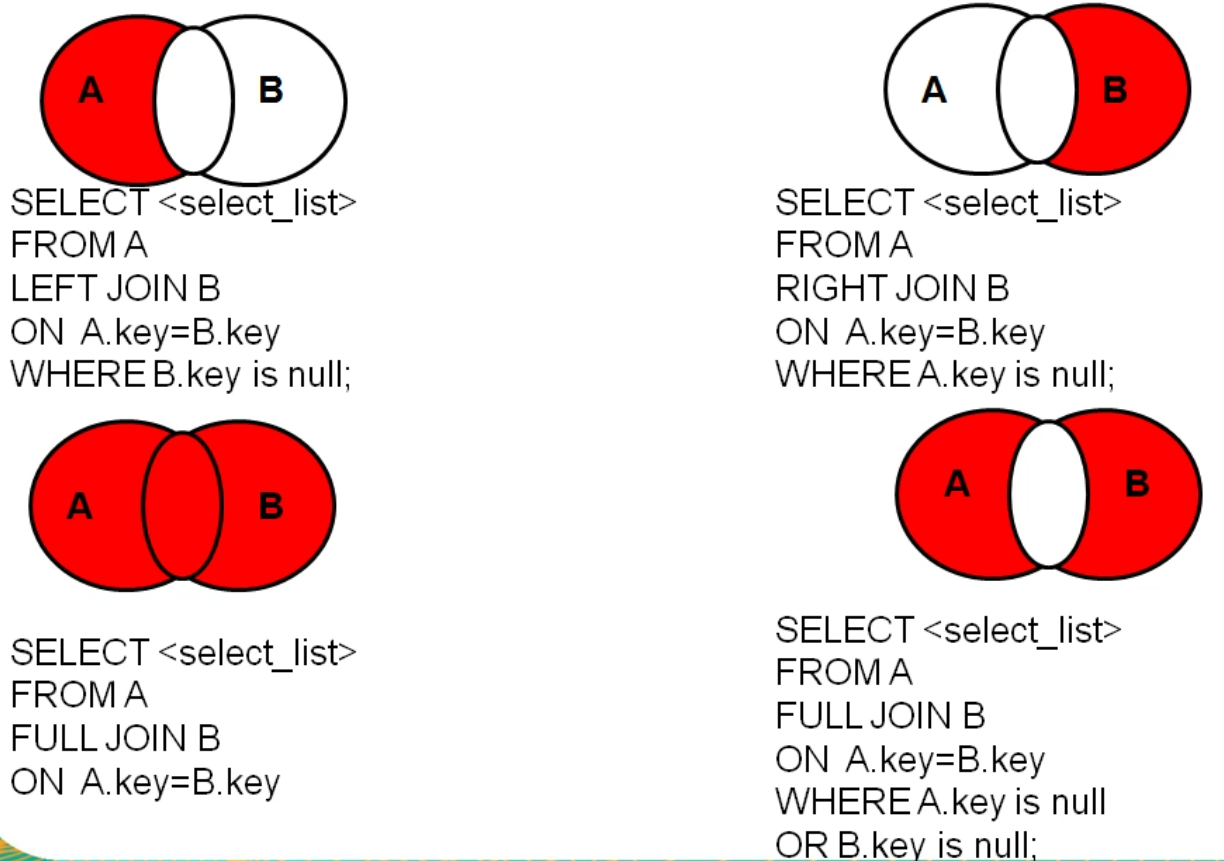 A B
SELECT <select_list>
FROM A
LEFT JOIN B
ON A.key=B.key
WHERE B.key is null;
A B
SELECT <select_list>
FROM A
RIGHT JOIN B
ON A.key=B.key
WHERE A.key is null;
A B
SELECT <select_list>
FROM A
FULL JOIN B
ON A.key=B.key
A B
SELECT <select_list>
FROM A
FULL JOIN B
ON A.key=B.key
WHERE A.key is null
OR B.key is null;